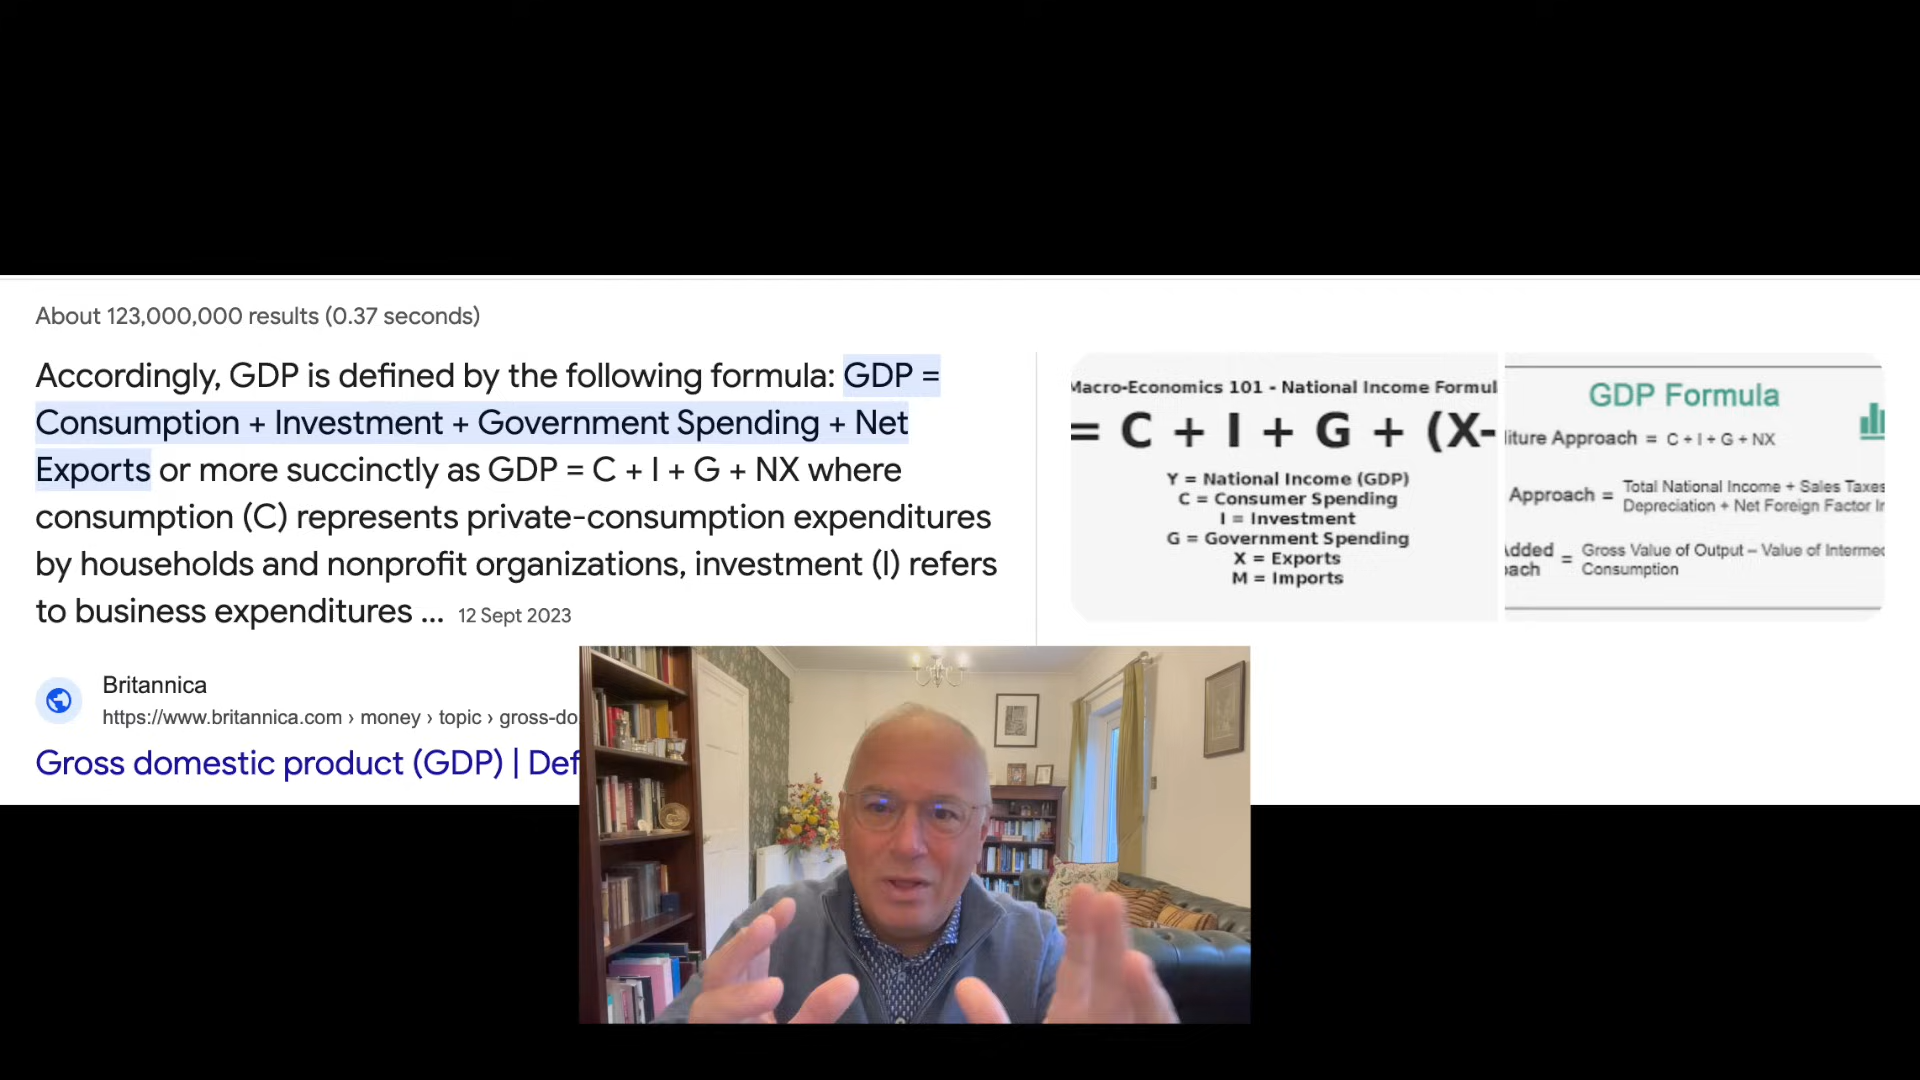 About 123,000,000 results (0.37 seconds)
Accordingly, GDP is defined by the following formula: GDP =
Consumption + Investment + Government Spending + Net
Exports or more succinctly as GDP = C + I + G + NX where
consumption (C) represents private-consumption expenditures
by households and nonprofit organizations, investment (I) refers
to business expenditures ... 12 Sept 2023
Britannica
https://www.britannica.com › money › topic › gross-do
Gross domestic product (GDP) | Def
Macro-Economics 101 - National Income Formul
= C + I + G + (X-
Y = National Income (GDP)
C = Consumer Spending
I = Investment
G = Government Spending
X = Exports
M = Imports
GDP Formula
iture Approach = C + I + G + NX
Approach = Total National Income + Sales Taxes
Depreciation + Net Foreign Factor In
Added
oach = Gross Value of Output – Value of Intermed
Consumption